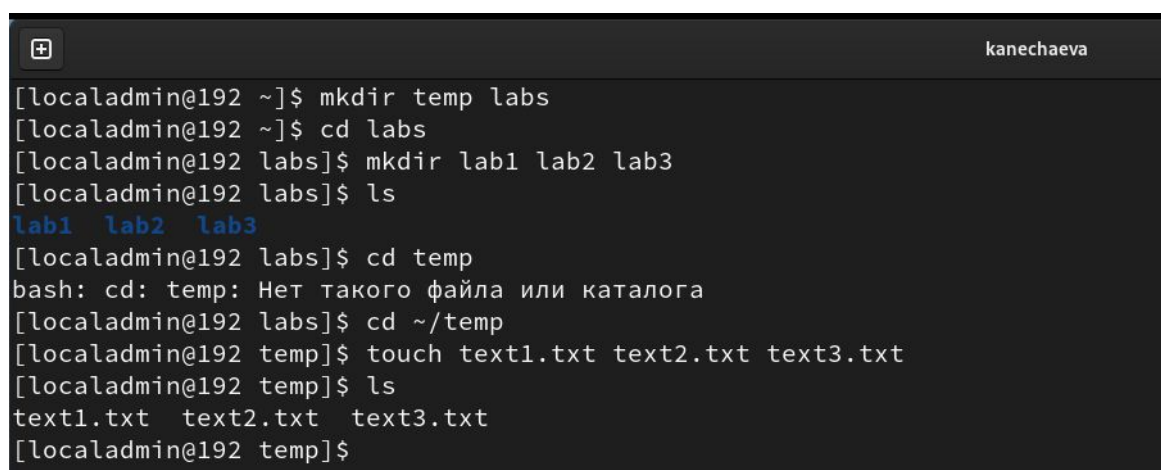 kanechaeva
[localadmin@192 ~]$ mkdir temp labs
[localadmin@192 ~]$ cd labs
[localadmin@192 labs]$ mkdir lab1 lab2 lab3
[localadmin@192 labs]$ ls
lab1  lab2  lab3
[localadmin@192 labs]$ cd temp
bash: cd: temp: Нет такого файла или каталога
[localadmin@192 labs]$ cd ~/temp
[localadmin@192 temp]$ touch text1.txt text2.txt text3.txt
[localadmin@192 temp]$ ls
text1.txt  text2.txt  text3.txt
[localadmin@192 temp]$